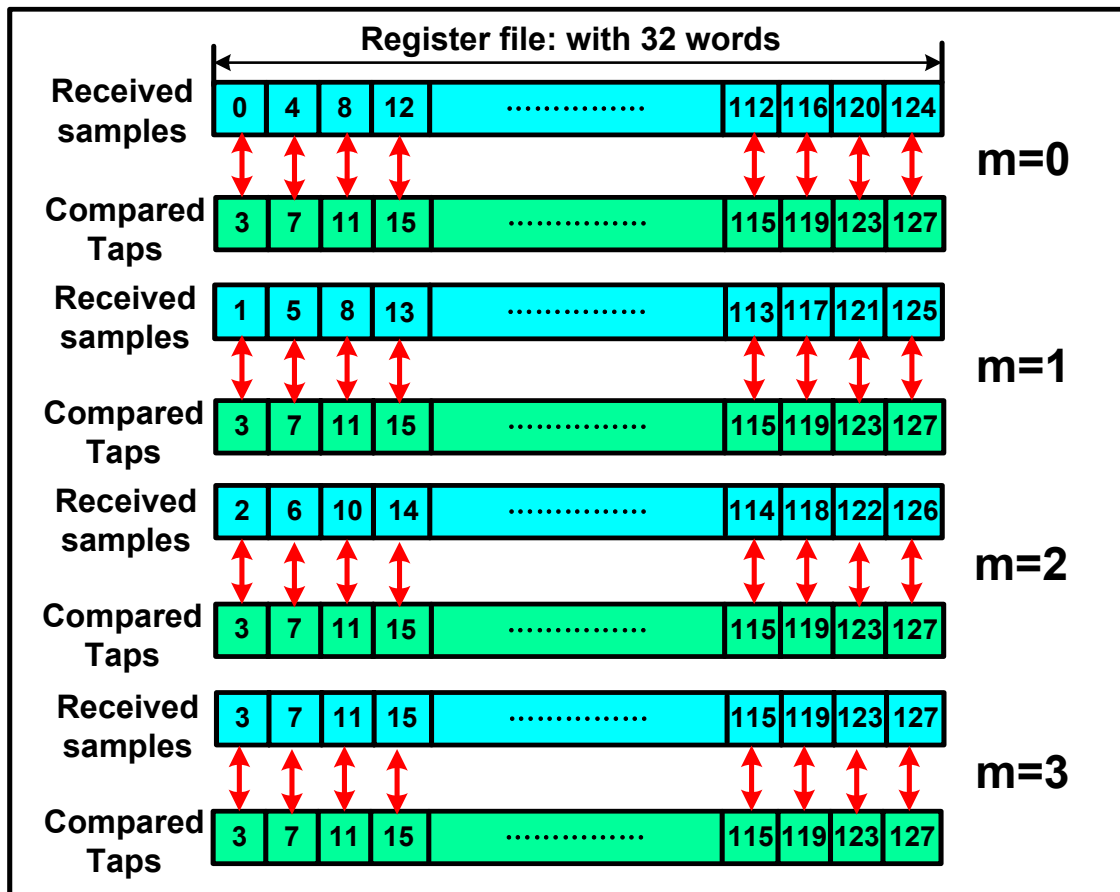 Register file: with 32 words
Received samples
0 4 8 12 ............... 112 116 120 124
m=0
Compared Taps
3 7 11 15 ............... 115 119 123 127
Received samples
1 5 8 13 ............... 113 117 121 125
m=1
Compared Taps
3 7 11 15 ............... 115 119 123 127
Received samples
2 6 10 14 ............... 114 118 122 126
m=2
Compared Taps
3 7 11 15 ............... 115 119 123 127
Received samples
3 7 11 15 ............... 115 119 123 127
m=3
Compared Taps
3 7 11 15 ............... 115 119 123 127